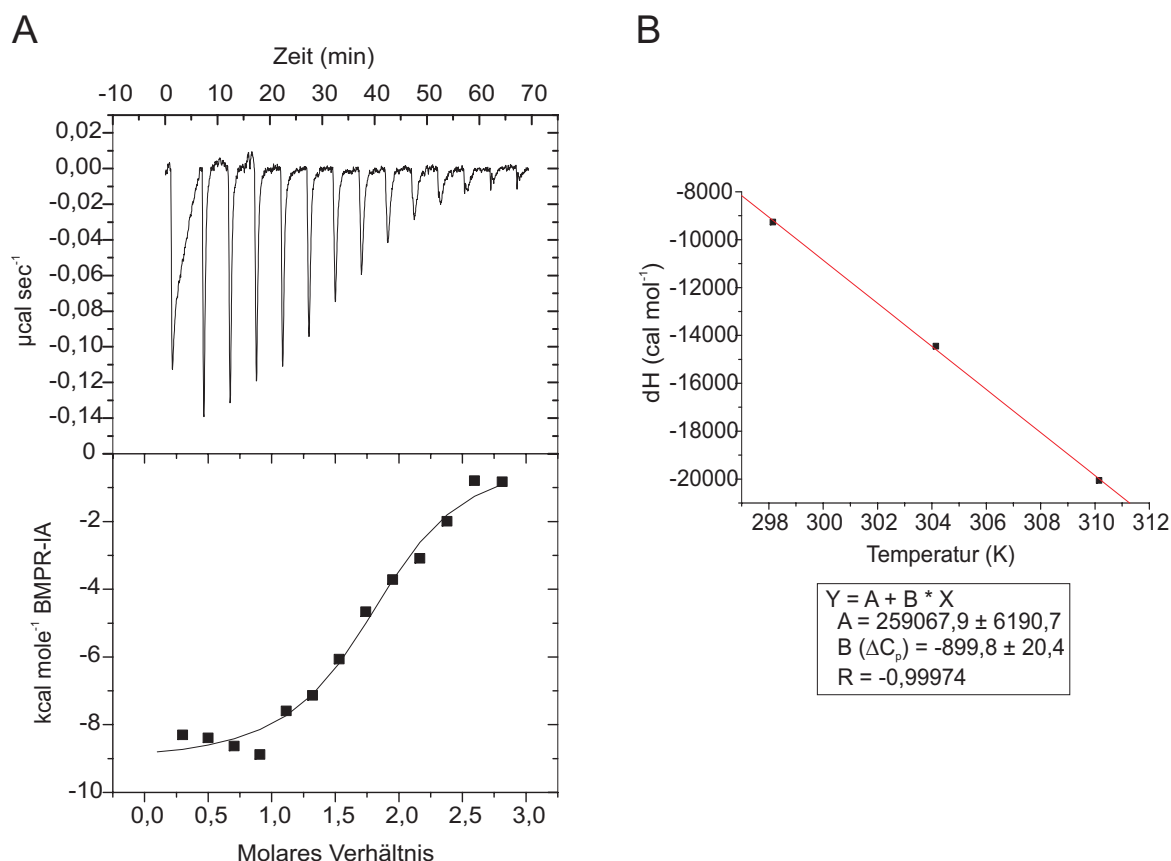 A
Zeit (min)
-10 0 10 20 30 40 50 60 70
0,02
0,00
-0,02
-0,04
-0,06
-0,08
-0,10
-0,12
-0,14
µcal sec⁻¹
0
-2
-4
-6
-8
-10
kcal mole⁻¹ BMPR-IA
0,0 0,5 1,0 1,5 2,0 2,5 3,0
Molares Verhältnis
B
-8000
-10000
-12000
-14000
-16000
-18000
-20000
dH (cal mol⁻¹)
298 300 302 304 306 308 310 312
Temperatur (K)
Y = A + B * X
A = 259067,9 ± 6190,7
B (ΔCₚ) = -899,8 ± 20,4
R = -0,99974